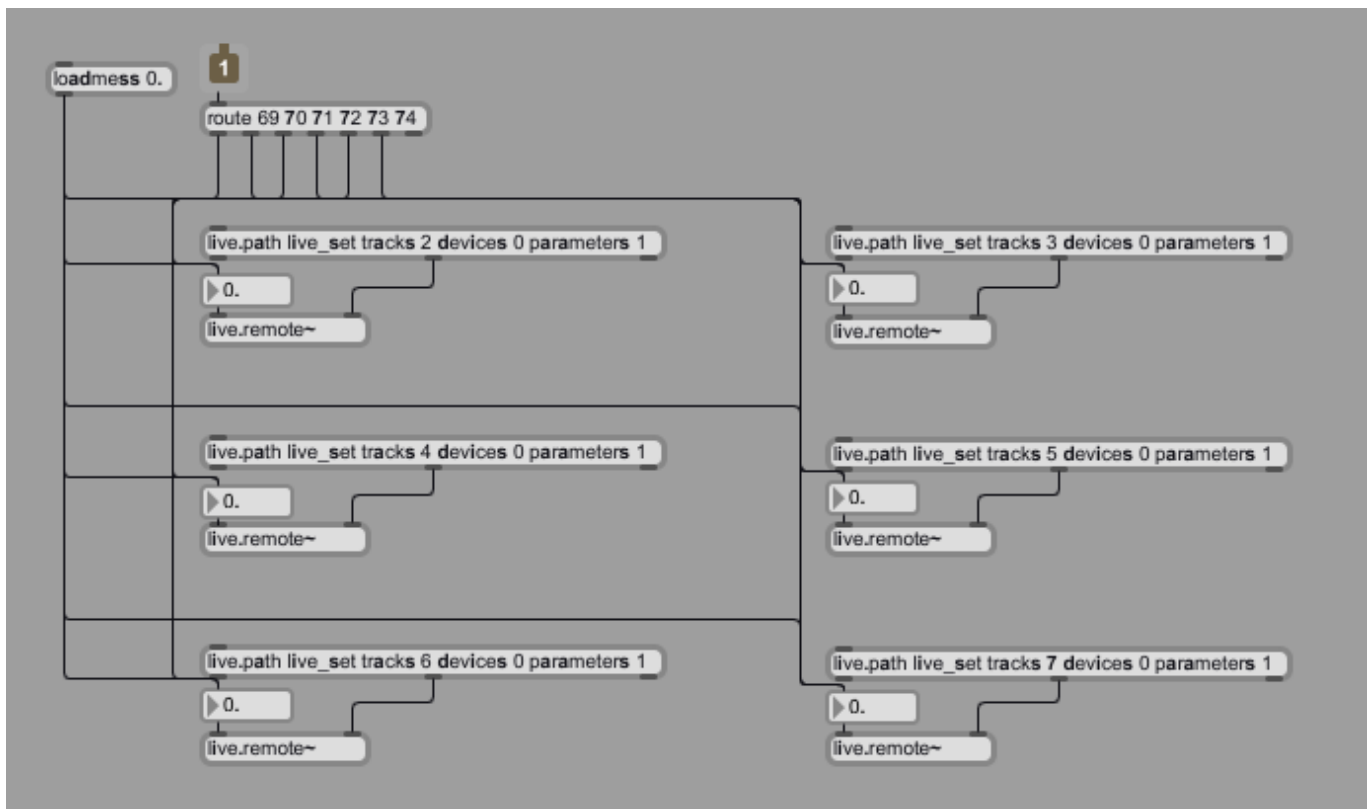 loadmess 0.
1
route 69 70 71 72 73 74
live.path live_set tracks 2 devices 0 parameters 1
0.
live.remote~
live.path live_set tracks 3 devices 0 parameters 1
0.
live.remote~
live.path live_set tracks 4 devices 0 parameters 1
0.
live.remote~
live.path live_set tracks 5 devices 0 parameters 1
0.
live.remote~
live.path live_set tracks 6 devices 0 parameters 1
0.
live.remote~
live.path live_set tracks 7 devices 0 parameters 1
0.
live.remote~